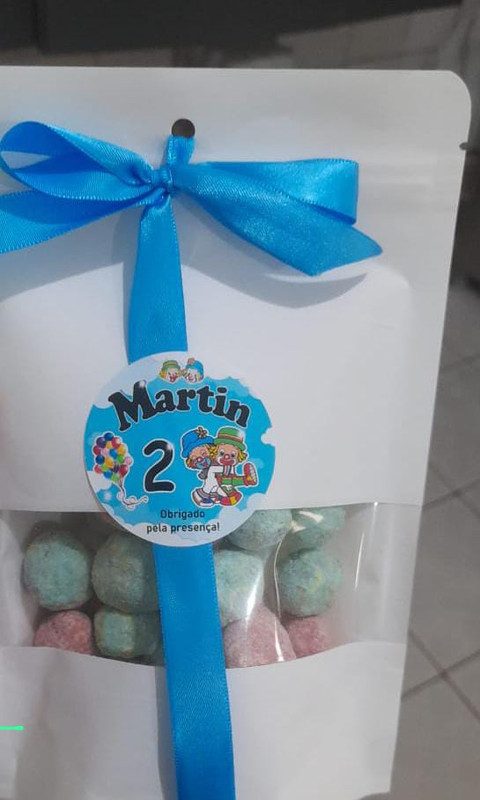 Martin
2
Obrigado
pela presença!